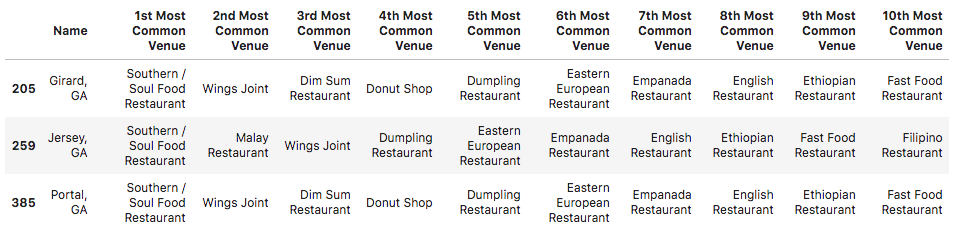 Name 1st Most Common Venue 2nd Most Common Venue 3rd Most Common Venue 4th Most Common Venue 5th Most Common Venue 6th Most Common Venue 7th Most Common Venue 8th Most Common Venue 9th Most Common Venue 10th Most Common Venue
205 Girard, GA Southern / Soul Food Restaurant Wings Joint Dim Sum Restaurant Donut Shop Dumpling Restaurant Eastern European Restaurant Empanada Restaurant English Restaurant Ethiopian Restaurant Fast Food Restaurant
259 Jersey, GA Southern / Soul Food Restaurant Malay Restaurant Wings Joint Dumpling Restaurant Eastern European Restaurant Empanada Restaurant English Restaurant Ethiopian Restaurant Fast Food Restaurant Filipino Restaurant
385 Portal, GA Southern / Soul Food Restaurant Wings Joint Dim Sum Restaurant Donut Shop Dumpling Restaurant Eastern European Restaurant Empanada Restaurant English Restaurant Ethiopian Restaurant Fast Food Restaurant